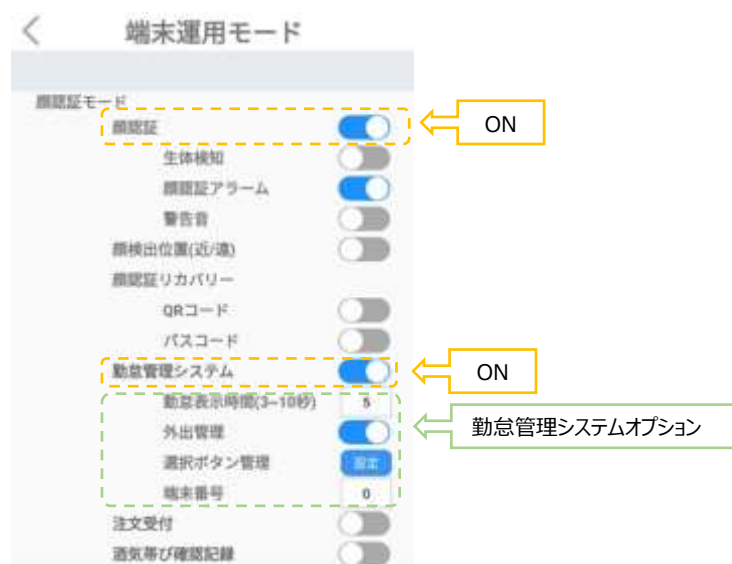 端末運用モード
顔認証モード
顔認証
ON
生体検知
顔認証アラーム
警告音
顔検出位置(近/遠)
顔認証リカバリー
QRコード
パスコード
勤怠管理システム
ON
勤怠表示時間(3~10秒)
5
勤怠管理システムオプション
外出管理
選択ボタン管理
設定
端末番号
0
注文受付
酒気帯び確認記録